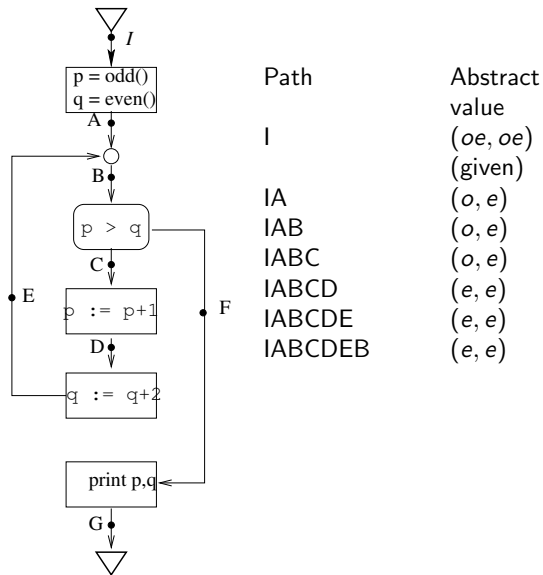 I
p = odd()
q = even()
A
B
p > q
C
E
F
p := p+1
D
q := q+2
print p,q
G
Path Abstract
value
I (oe, oe)
(given)
IA (o, e)
IAB (o, e)
IABC (o, e)
IABCD (e, e)
IABCDE (e, e)
IABCDEB (e, e)